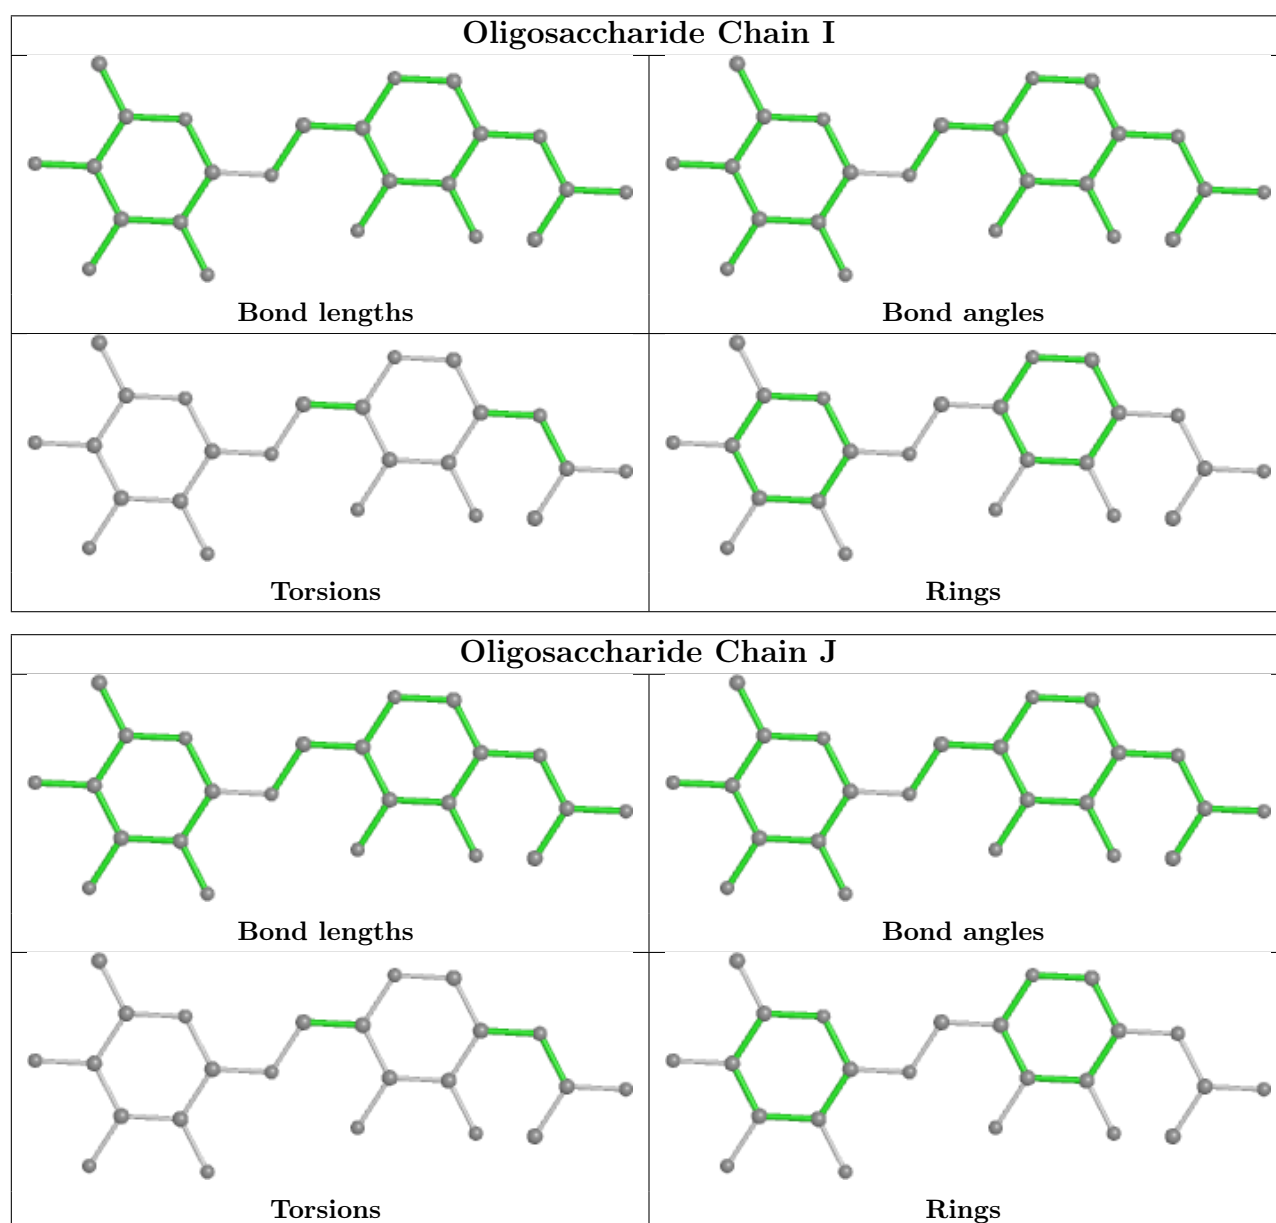 Oligosaccharide Chain I
Bond lengths
Bond angles
Torsions
Rings
Oligosaccharide Chain J
Bond lengths
Bond angles
Torsions
Rings